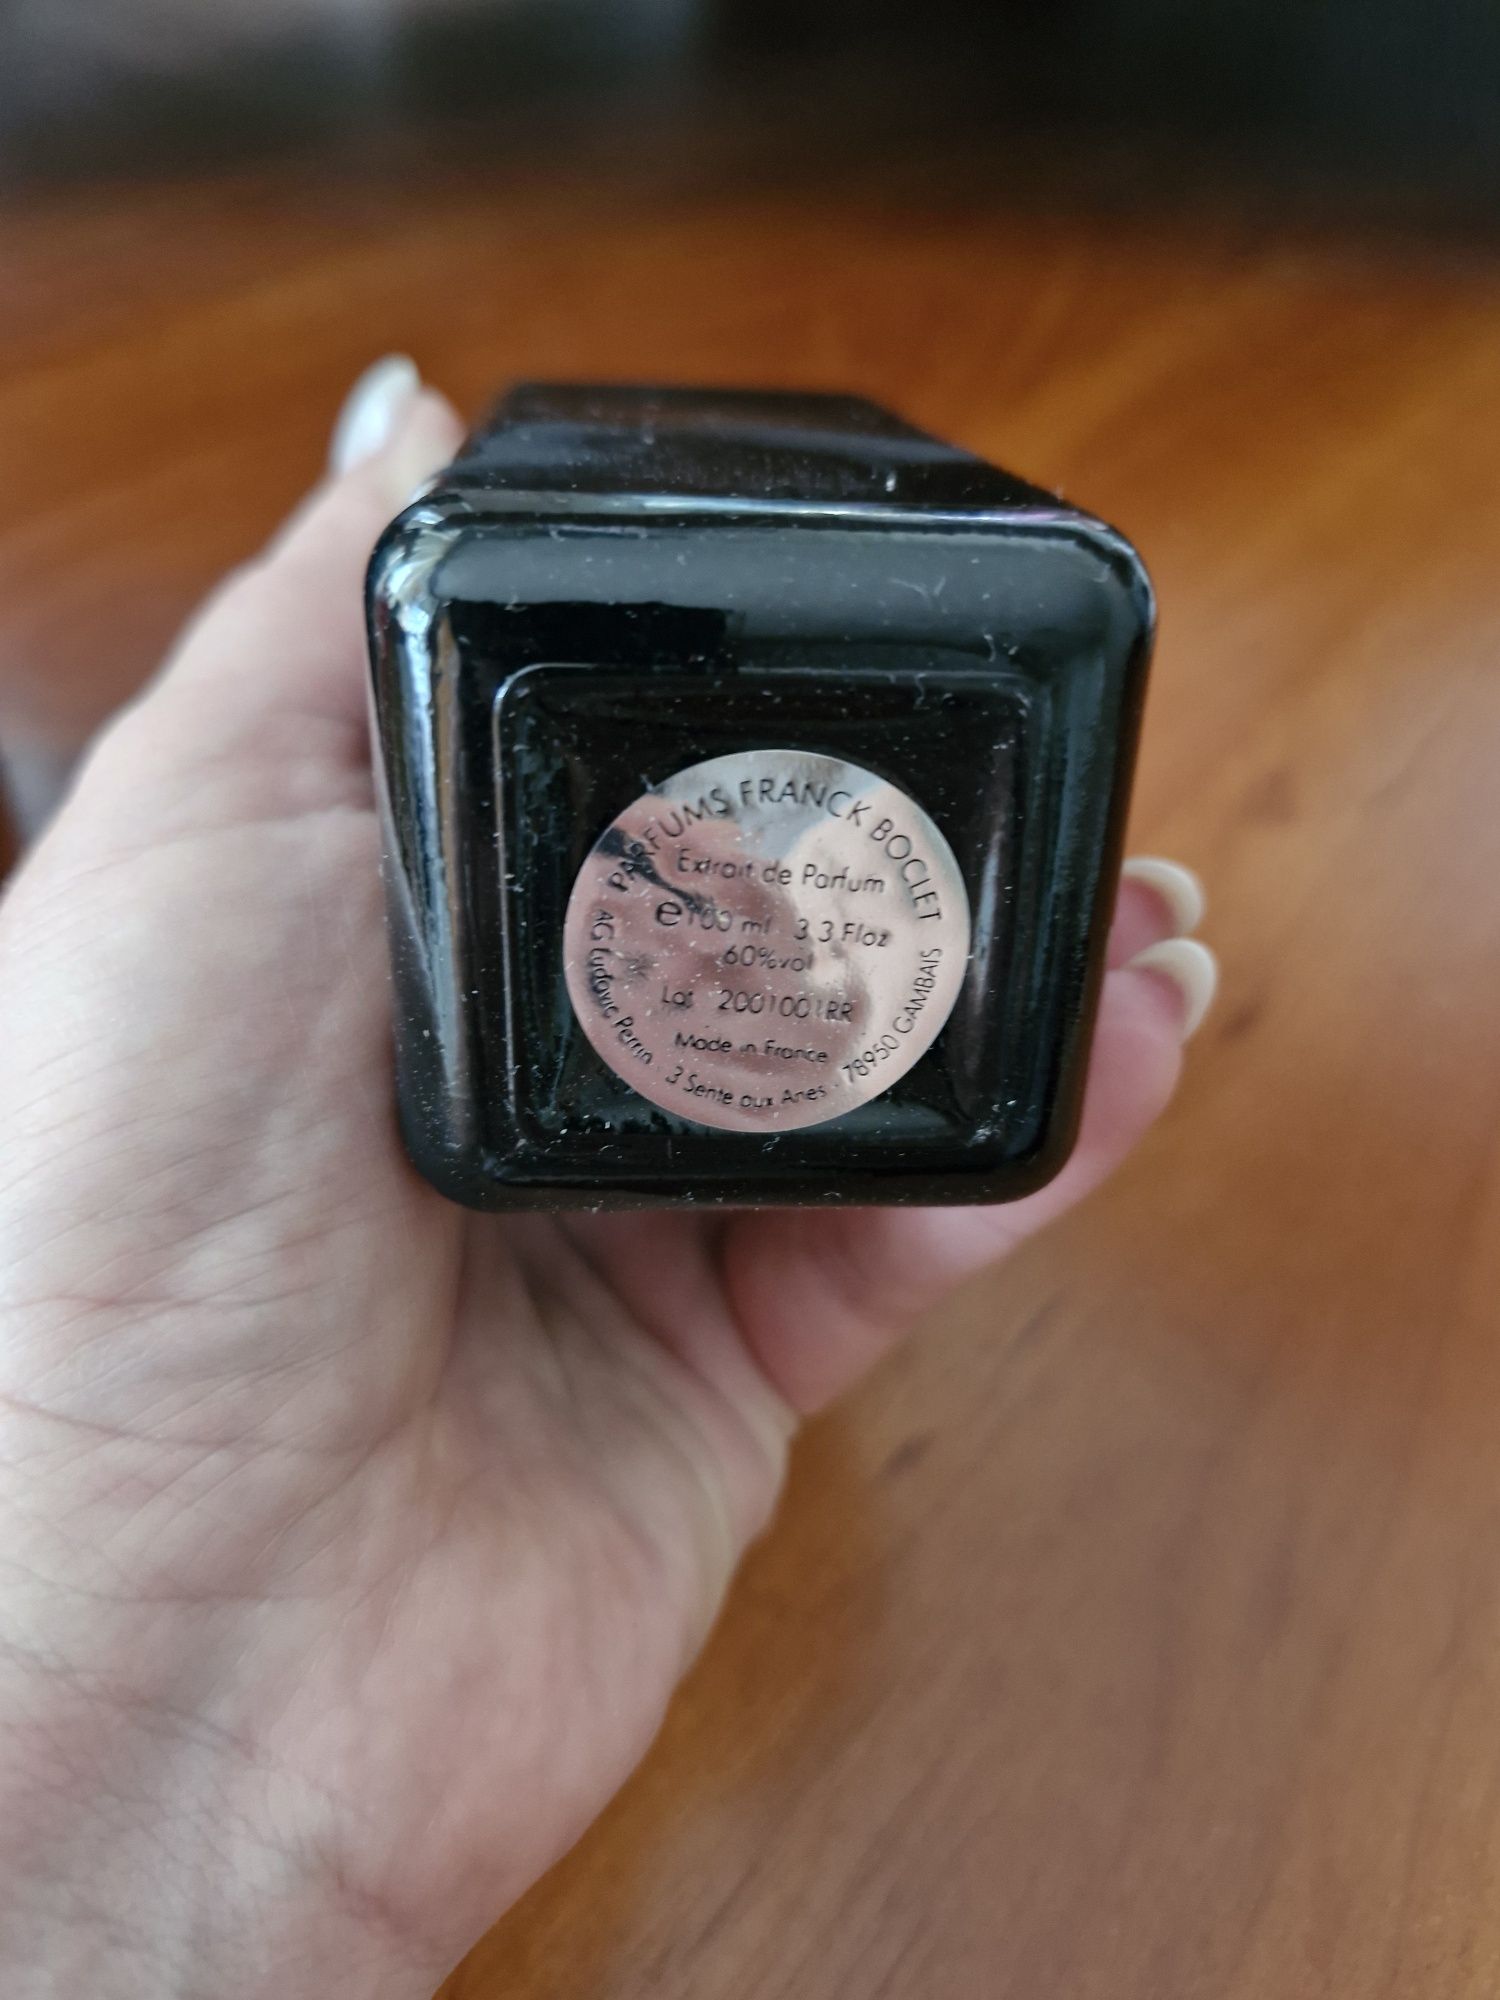 PARFUMS FRANCK BOCLET
Extrait de Parfum
e 100 ml 3.3 Floz
60%vol
Lot 2001001RR
Made in France
AG Ludovic Perrin . 3 Sente aux Anes . 78950 GAMBAIS